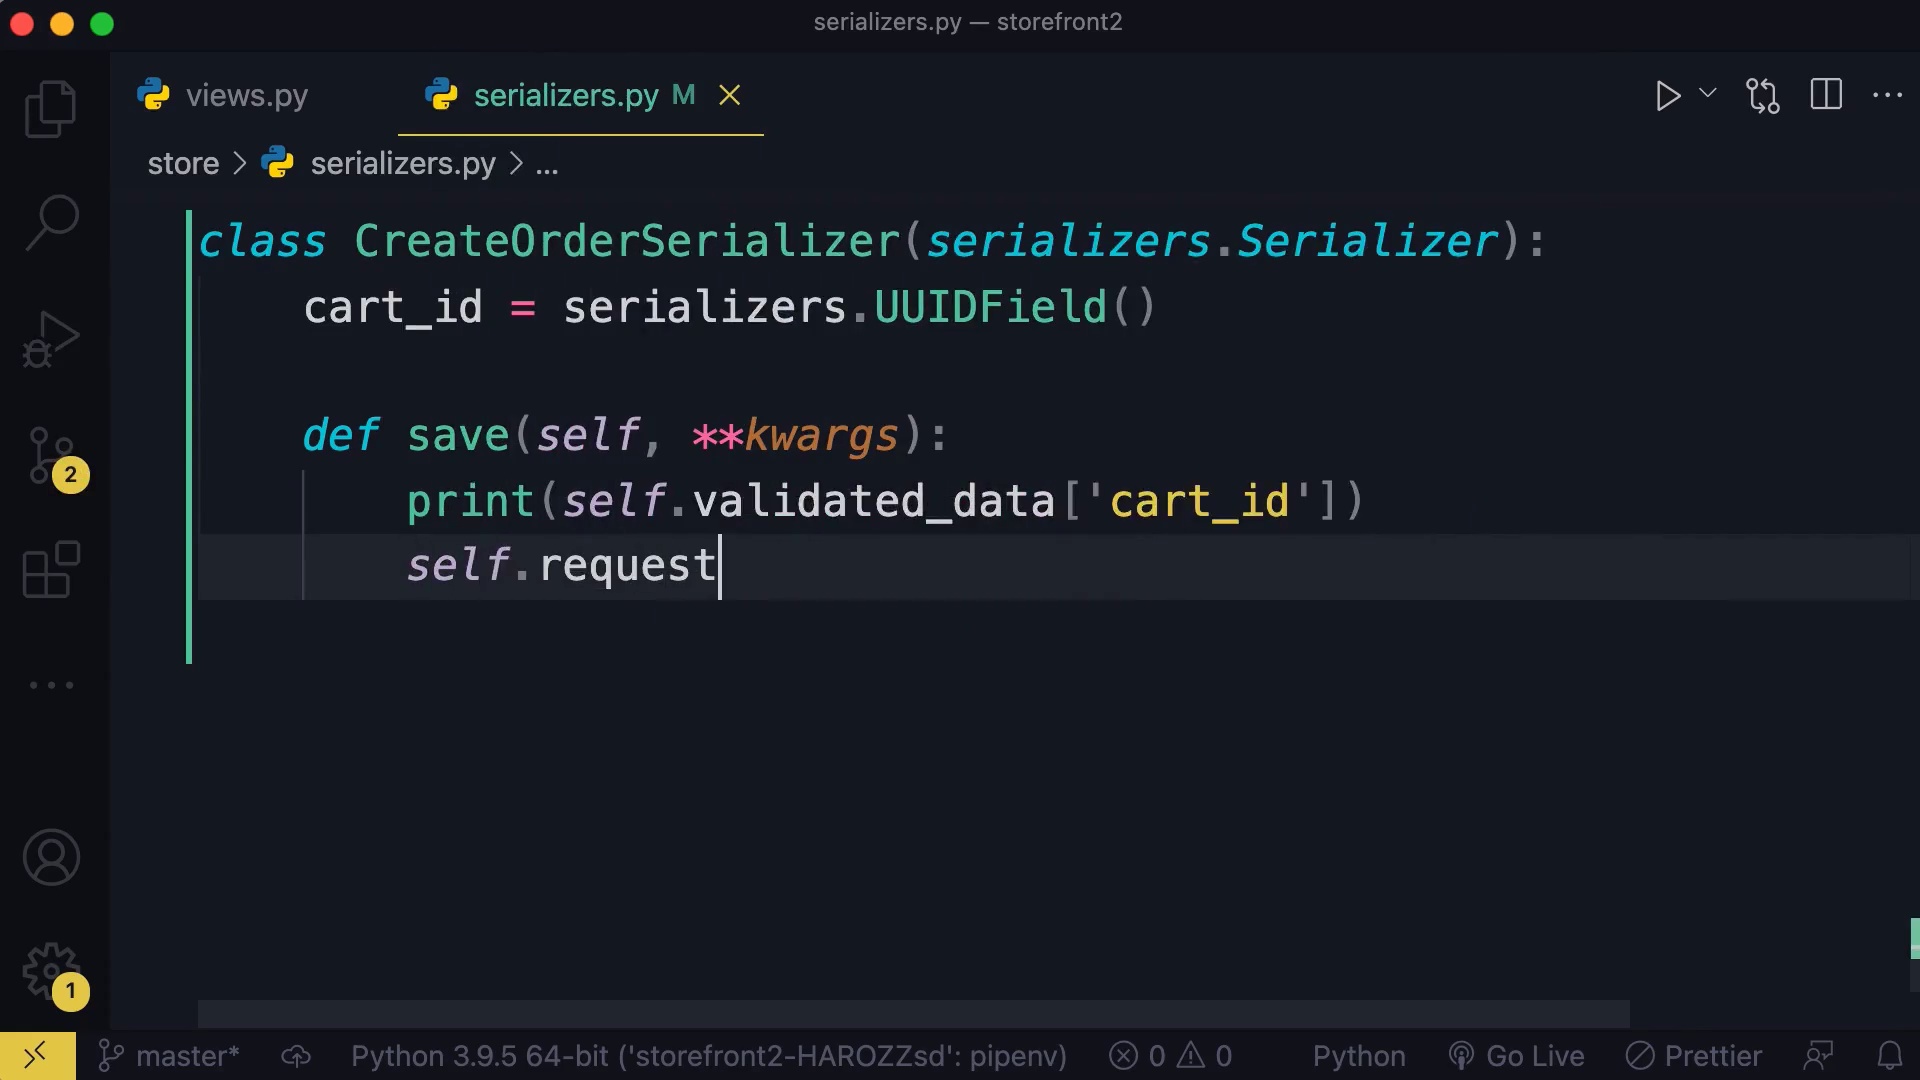 serializers.py — storefront2
views.py
serializers.py M
store > serializers.py > ...
class CreateOrderSerializer(serializers.Serializer):
    cart_id = serializers.UUIDField()
    def save(self, **kwargs):
        print(self.validated_data['cart_id'])
        self.request
2
1
master* Python 3.9.5 64-bit ('storefront2-HAROZZsd': pipenv) 0 0 Python Go Live Prettier